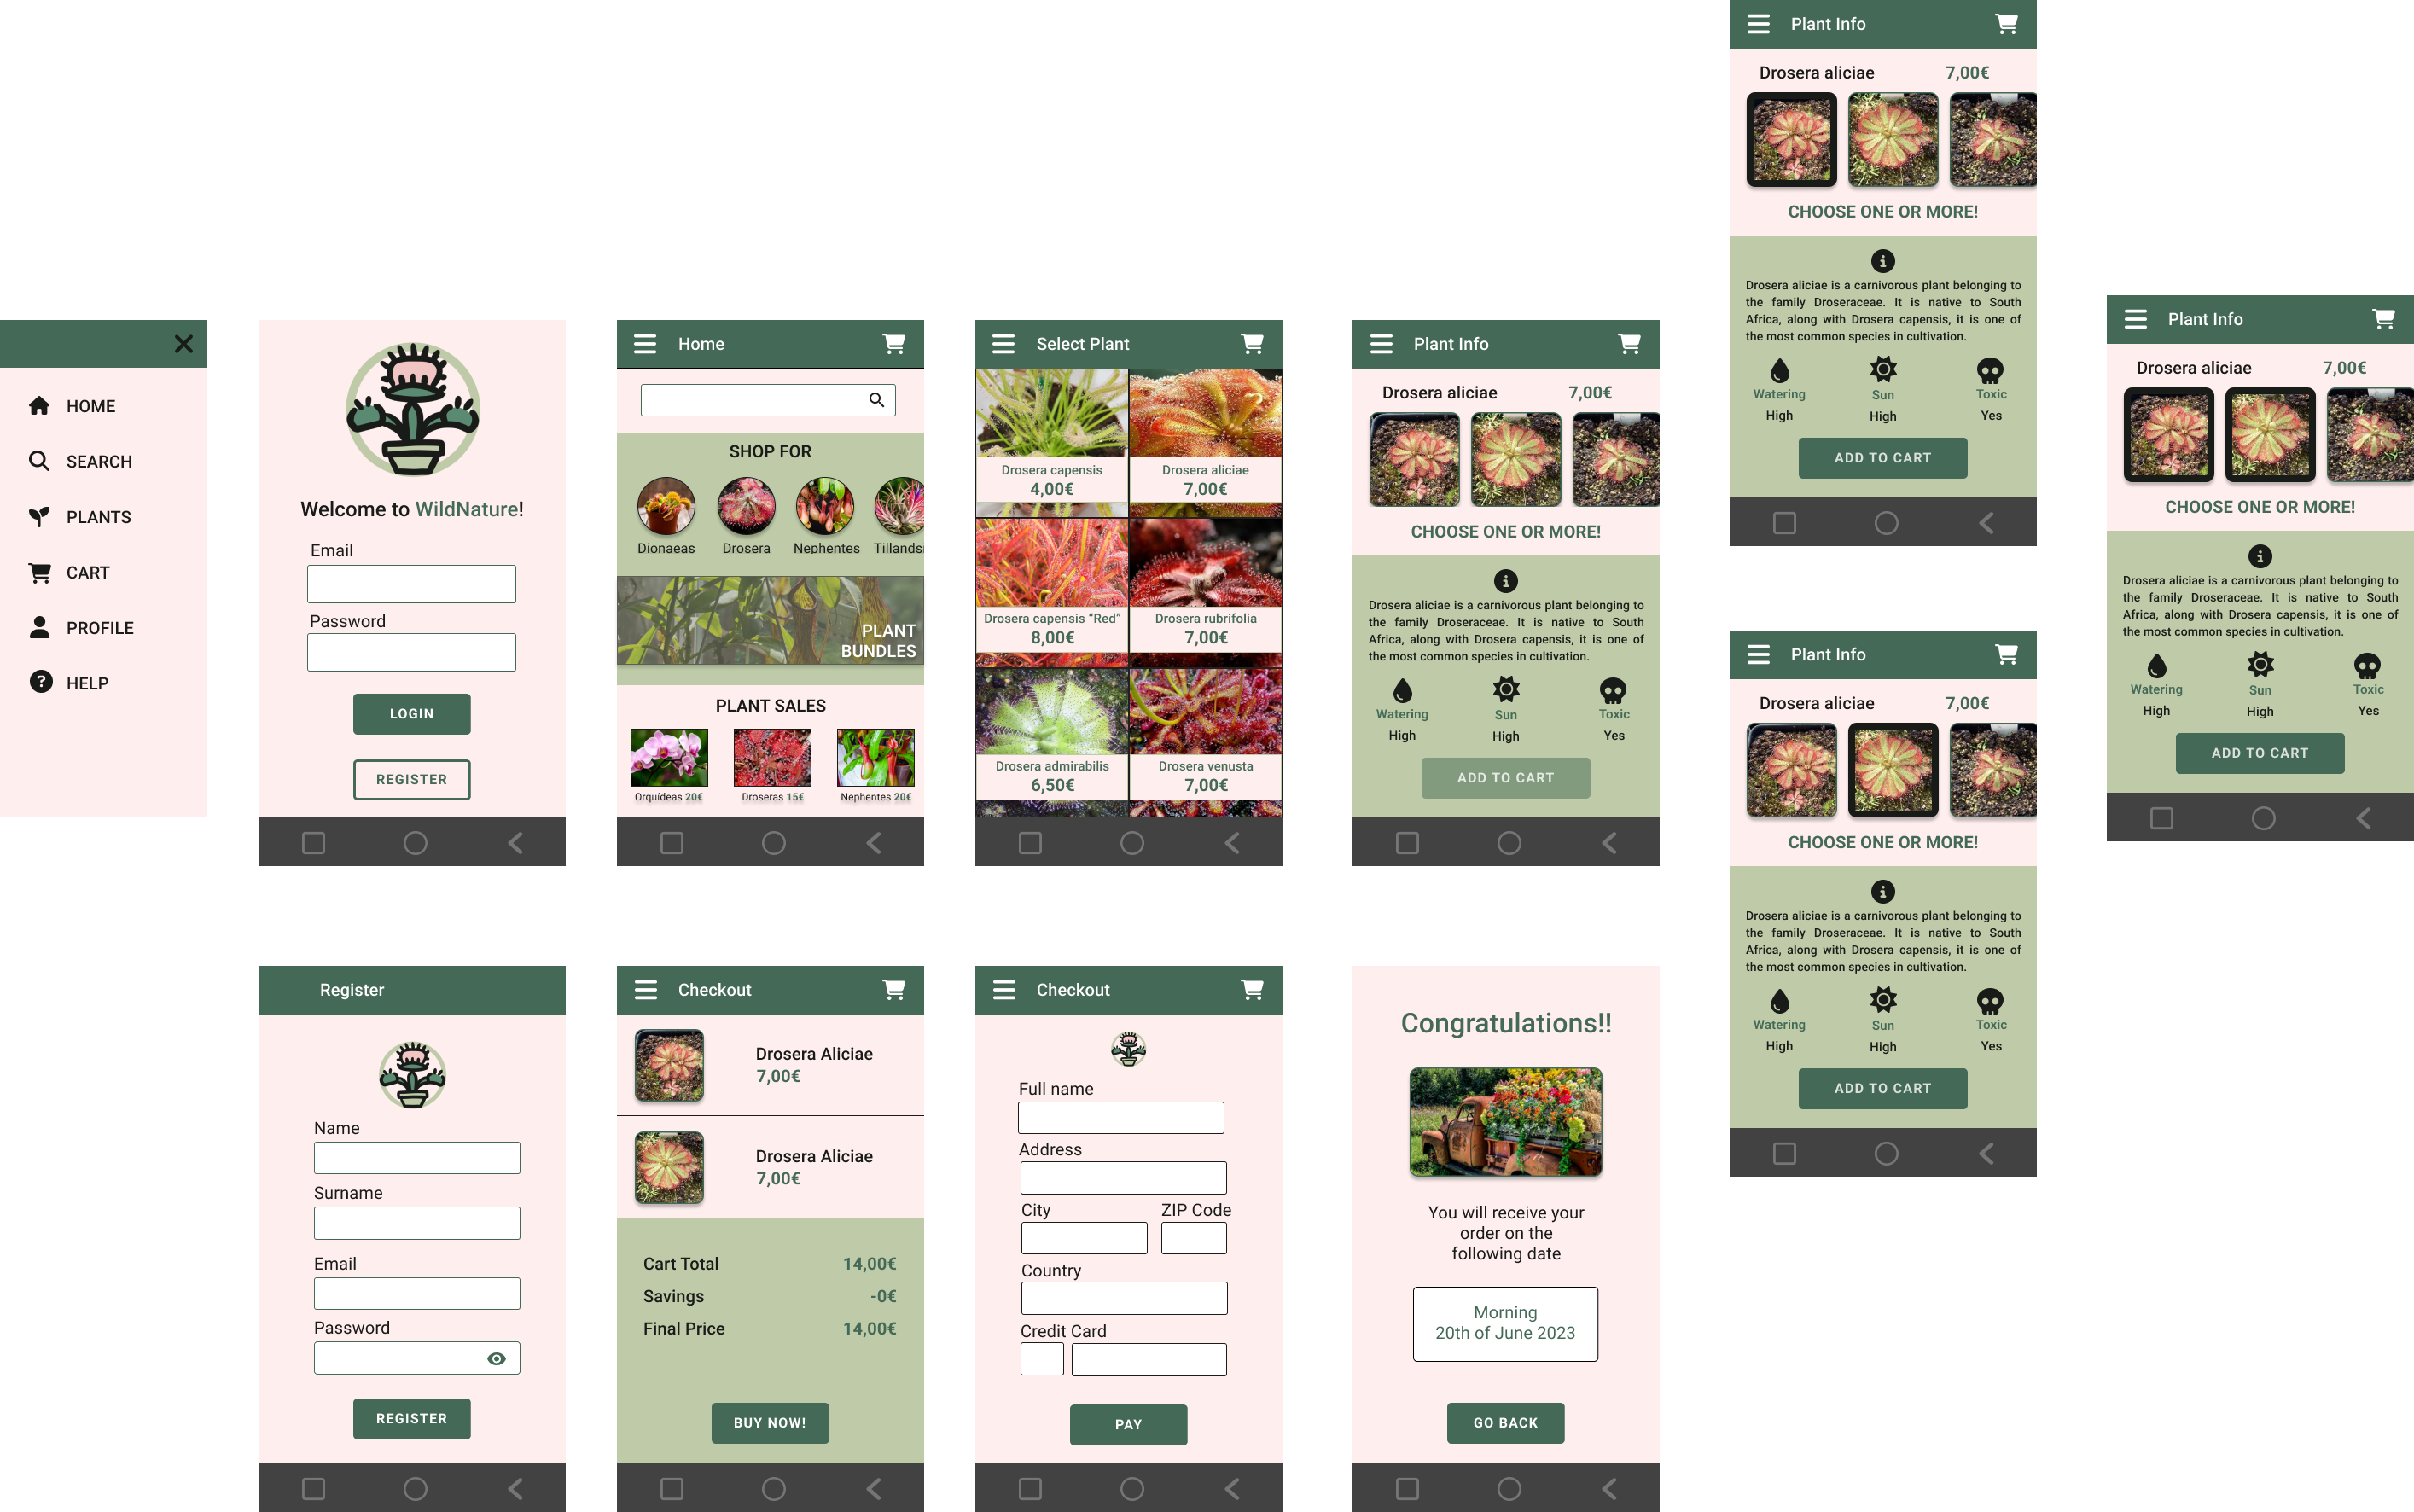 HOME
SEARCH
PLANTS
CART
PROFILE
HELP
Welcome to WildNature!
Email
Password
LOGIN
REGISTER
Home
SHOP FOR
Dionaeas Drosera Nephentes Tillandsi
PLANT
BUNDLES
PLANT SALES
Orquídeas 20€ Droseras 15€ Nephentes 20€
Select Plant
Drosera capensis Drosera aliciae
4,00€ 7,00€
Drosera capensis “Red” Drosera rubrifolia
8,00€ 7,00€
Drosera admirabilis Drosera venusta
6,50€ 7,00€
Plant Info
Drosera aliciae 7,00€
CHOOSE ONE OR MORE!
Drosera aliciae is a carnivorous plant belonging to
the family Droseraceae. It is native to South
Africa, along with Drosera capensis, it is one of
the most common species in cultivation.
Watering Sun Toxic
High High Yes
ADD TO CART
Plant Info
Drosera aliciae 7,00€
CHOOSE ONE OR MORE!
Drosera aliciae is a carnivorous plant belonging to
the family Droseraceae. It is native to South
Africa, along with Drosera capensis, it is one of
the most common species in cultivation.
Watering Sun Toxic
High High Yes
ADD TO CART
Plant Info
Drosera aliciae 7,00€
CHOOSE ONE OR MORE!
Drosera aliciae is a carnivorous plant belonging to
the family Droseraceae. It is native to South
Africa, along with Drosera capensis, it is one of
the most common species in cultivation.
Watering Sun Toxic
High High Yes
ADD TO CART
Plant Info
Drosera aliciae 7,00€
CHOOSE ONE OR MORE!
Drosera aliciae is a carnivorous plant belonging to
the family Droseraceae. It is native to South
Africa, along with Drosera capensis, it is one of
the most common species in cultivation.
Watering Sun Toxic
High High Yes
ADD TO CART
Register
Name
Surname
Email
Password
REGISTER
Checkout
Drosera Aliciae
7,00€
Drosera Aliciae
7,00€
Cart Total 14,00€
Savings -0€
Final Price 14,00€
BUY NOW!
Checkout
Full name
Address
City ZIP Code
Country
Credit Card
PAY
Congratulations!!
You will receive your
order on the
following date
Morning
20th of June 2023
GO BACK